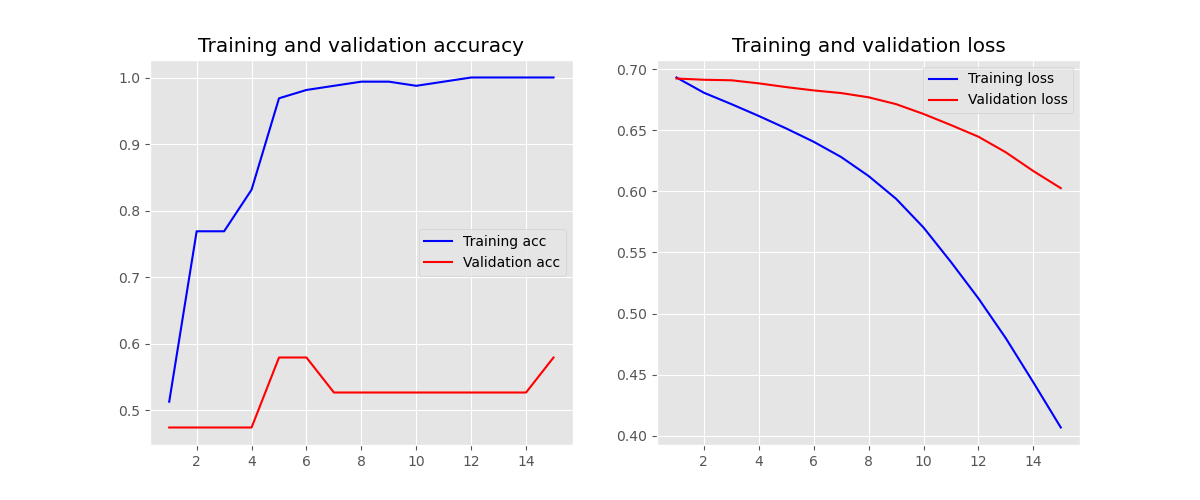 Training and validation accuracy
1.0
0.9
0.8
0.7
0.6
0.5
Training acc
Validation acc
2 4 6 8 10 12 14
Training and validation loss
0.70
0.65
0.60
0.55
0.50
0.45
0.40
Training loss
Validation loss
2 4 6 8 10 12 14